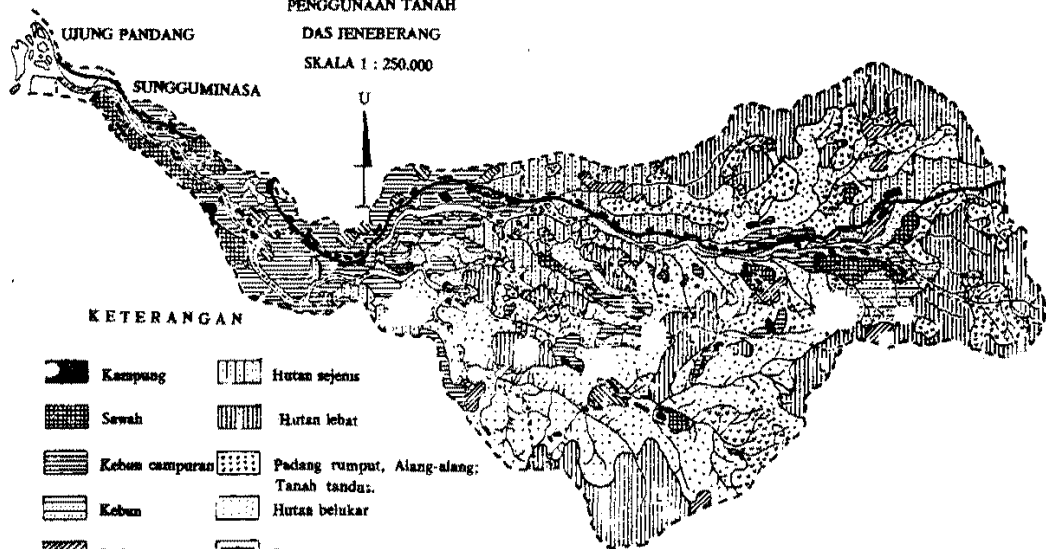 PENGGUNAAN TANAH
DAS JENEBERANG
SKALA 1 : 250.000
UJUNG PANDANG
SUNGGUMINASA
U
KETERANGAN
Kampung
Hutan sejenis
Sawah
Hutan lebat
Kebun campuran
Padang rumput, Alang-alang;
Tanah tandus.
Kebun
Hutan belukar